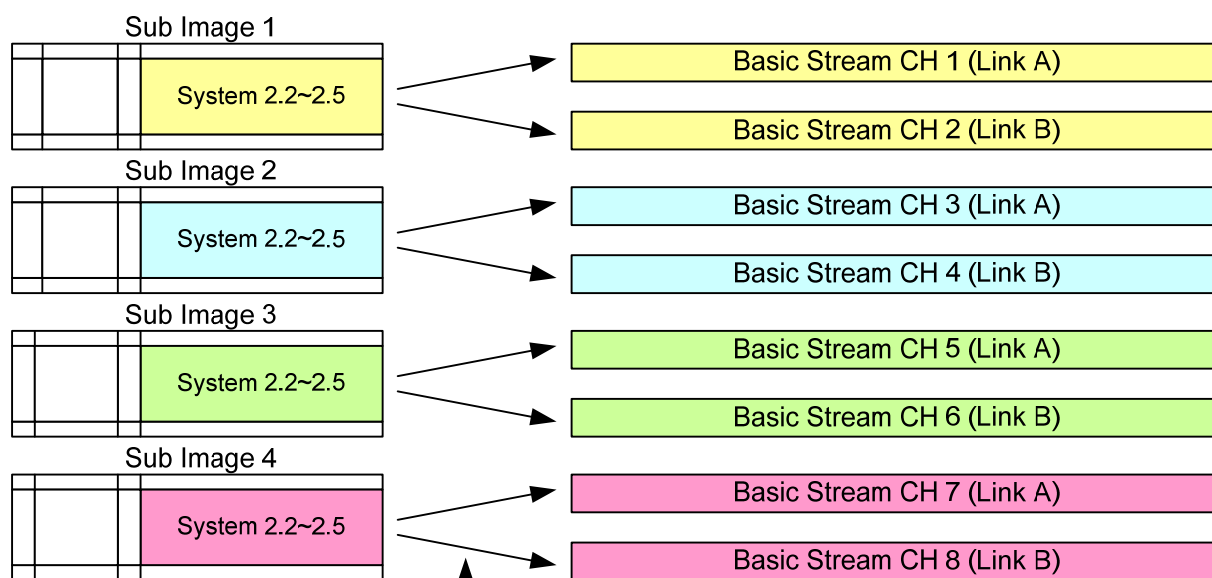 Sub Image 1
System 2.2~2.5
Basic Stream CH 1 (Link A)
Basic Stream CH 2 (Link B)
Sub Image 2
System 2.2~2.5
Basic Stream CH 3 (Link A)
Basic Stream CH 4 (Link B)
Sub Image 3
System 2.2~2.5
Basic Stream CH 5 (Link A)
Basic Stream CH 6 (Link B)
Sub Image 4
System 2.2~2.5
Basic Stream CH 7 (Link A)
Basic Stream CH 8 (Link B)